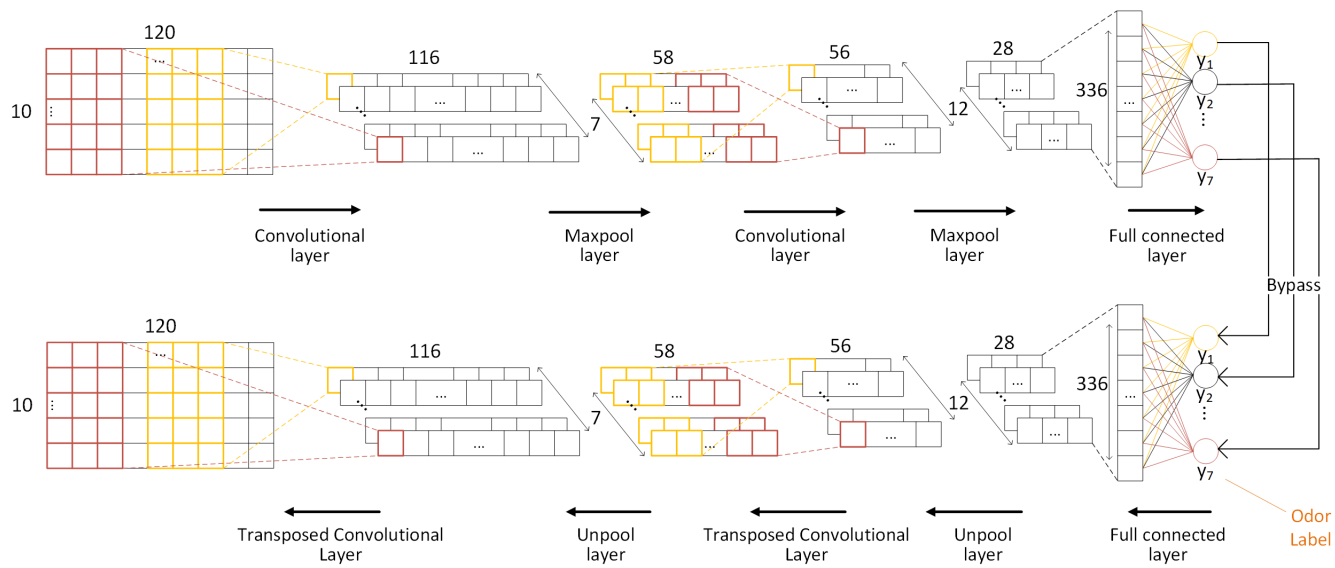 120
10
...
...
116
...
...
7
58
...
...
56
...
...
12
28
...
...
336
...
y1
y2
y7
Convolutional
layer
Maxpool
layer
Convolutional
layer
Maxpool
layer
Full connected
layer
Bypass
120
10
...
...
116
...
...
7
58
...
...
56
...
...
12
28
...
...
336
...
y1
y2
y7
Transposed Convolutional
Layer
Unpool
layer
Transposed Convolutional
Layer
Unpool
layer
Full connected
layer
Odor
Label